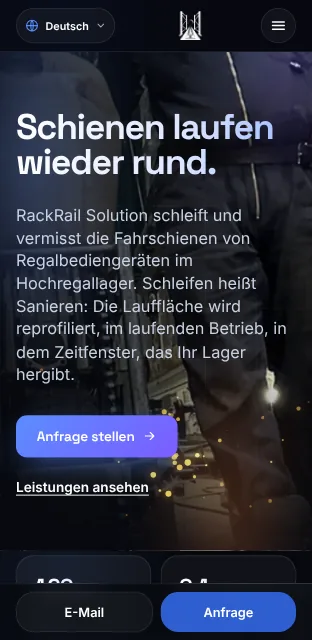 Deutsch
Schienen laufen
wieder rund.
RackRail Solution schleift und
vermisst die Fahrschienen von
Regalbediengeräten im
Hochregallager. Schleifen heißt
Sanieren: Die Lauffläche wird
reprofiliert, im laufenden Betrieb, in
dem Zeitfenster, das Ihr Lager
hergibt.
Anfrage stellen →
Leistungen ansehen
E-Mail
Anfrage